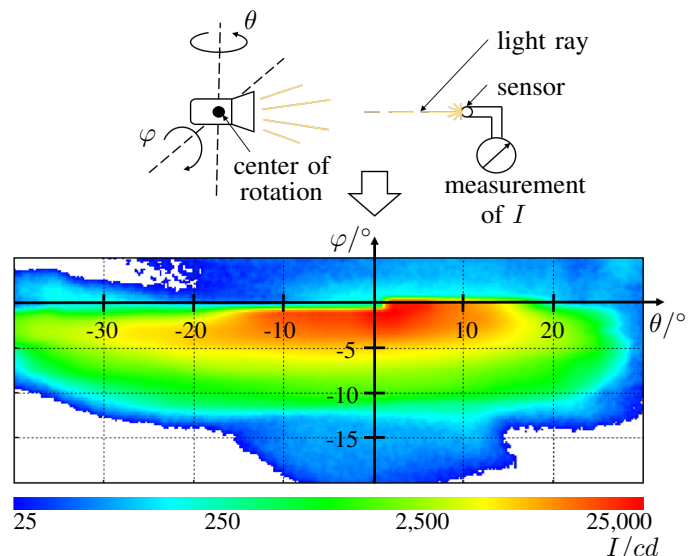 θ
light ray
sensor
φ
center of
rotation
measurement
of I
φ/°
-30 -20 -10 10 20 θ/°
-5
-10
-15
25 250 2,500 25,000
I/cd